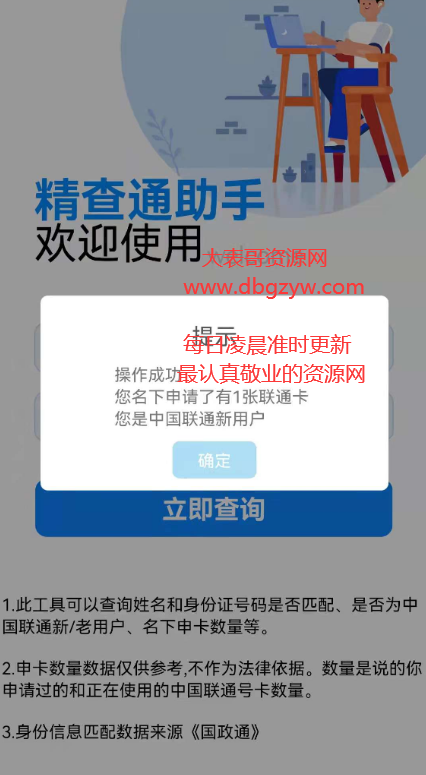 精查通助手
欢迎使用
大表哥资源网
www.dbgzyw.com
提示
每日凌晨准时更新
操作成功
最认真敬业的资源网
您名下申请了有1张联通卡
您是中国联通新用户
确定
立即查询
1.此工具可以查询姓名和身份证号码是否匹配、是否为中
国联通新/老用户、名下申卡数量等。
2.申卡数量数据仅供参考,不作为法律依据。数量是说的你
申请过的和正在使用的中国联通号卡数量。
3.身份信息匹配数据来源《国政通》